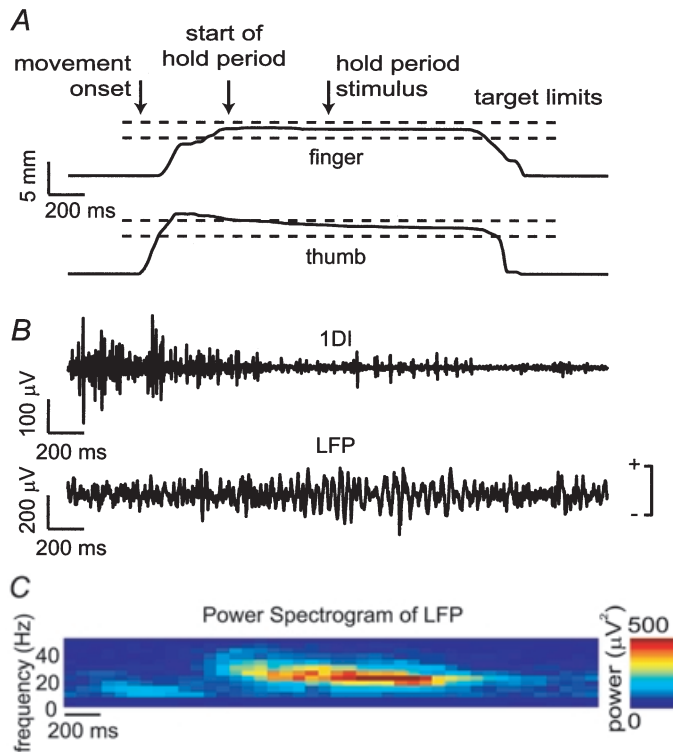 A
movement
onset
start of
hold period
hold period
stimulus
target limits
finger
5 mm
200 ms
thumb
B
1DI
100 µV
200 ms
LFP
200 µV
200 ms
+
-
C
Power Spectrogram of LFP
frequency (Hz)
40
20
0
200 ms
power (µV²)
500
0